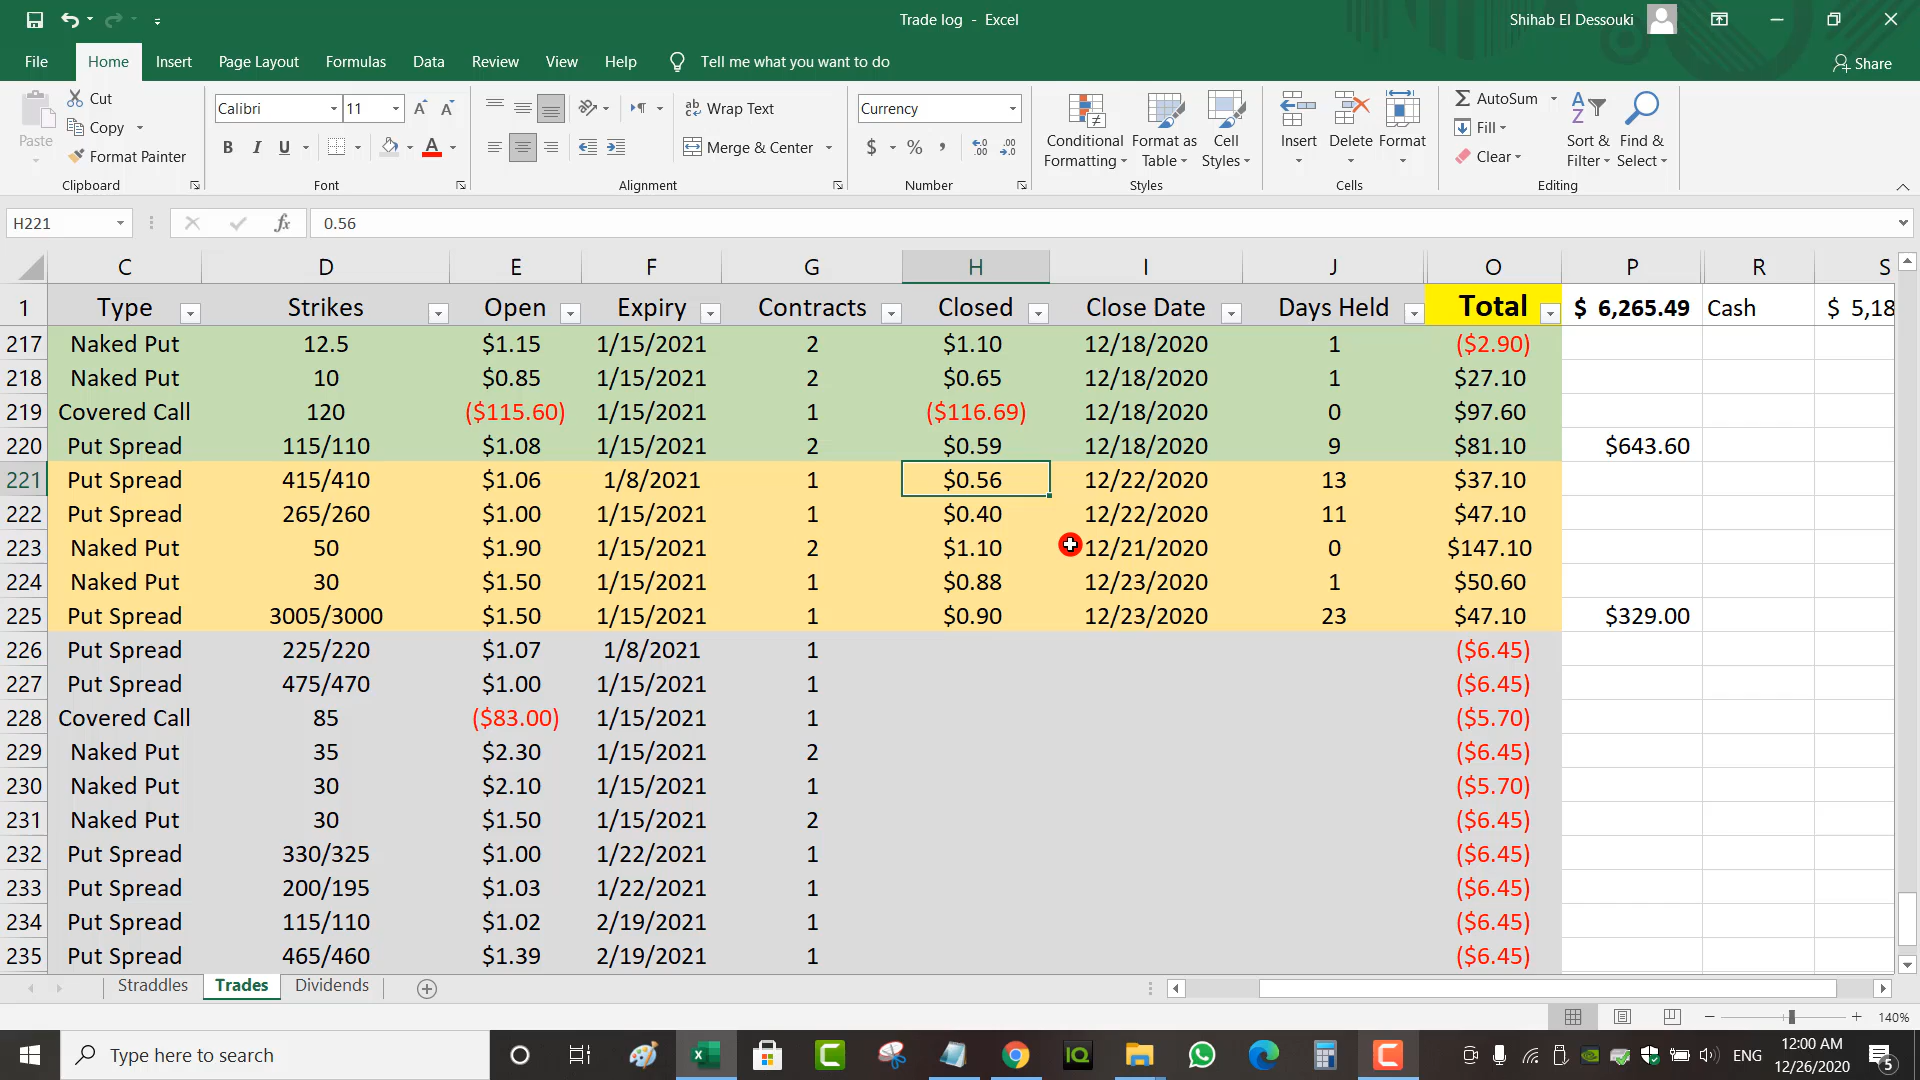 Trade log - Excel
Shihab El Dessouki
File Home Insert Page Layout Formulas Data Review View Help Tell me what you want to do Share
Paste
Cut
Copy
Format Painter
Clipboard
Calibri 11
B I U A
Font
Wrap Text
Merge & Center
Alignment
Currency
$ % ,
Number
Conditional Formatting
Format as Table
Cell Styles
Styles
Insert Delete Format
Cells
AutoSum
Fill
Clear
Sort & Filter
Find & Select
Editing
H221 fx 0.56
C D E F G H I J O P R S
1 Type Strikes Open Expiry Contracts Closed Close Date Days Held Total $ 6,265.49 Cash $ 5,18
217 Naked Put 12.5 $1.15 1/15/2021 2 $1.10 12/18/2020 1 ($2.90)
218 Naked Put 10 $0.85 1/15/2021 2 $0.65 12/18/2020 1 $27.10
219 Covered Call 120 ($115.60) 1/15/2021 1 ($116.69) 12/18/2020 0 $97.60
220 Put Spread 115/110 $1.08 1/15/2021 2 $0.59 12/18/2020 9 $81.10 $643.60
221 Put Spread 415/410 $1.06 1/8/2021 1 $0.56 12/22/2020 13 $37.10
222 Put Spread 265/260 $1.00 1/15/2021 1 $0.40 12/22/2020 11 $47.10
223 Naked Put 50 $1.90 1/15/2021 2 $1.10 12/21/2020 0 $147.10
224 Naked Put 30 $1.50 1/15/2021 1 $0.88 12/23/2020 1 $50.60
225 Put Spread 3005/3000 $1.50 1/15/2021 1 $0.90 12/23/2020 23 $47.10 $329.00
226 Put Spread 225/220 $1.07 1/8/2021 1 ($6.45)
227 Put Spread 475/470 $1.00 1/15/2021 1 ($6.45)
228 Covered Call 85 ($83.00) 1/15/2021 1 ($5.70)
229 Naked Put 35 $2.30 1/15/2021 2 ($6.45)
230 Naked Put 30 $2.10 1/15/2021 1 ($5.70)
231 Naked Put 30 $1.50 1/15/2021 2 ($6.45)
232 Put Spread 330/325 $1.00 1/22/2021 1 ($6.45)
233 Put Spread 200/195 $1.03 1/22/2021 1 ($6.45)
234 Put Spread 115/110 $1.02 2/19/2021 1 ($6.45)
235 Put Spread 465/460 $1.39 2/19/2021 1 ($6.45)
Straddles Trades Dividends
140%
Type here to search
IQ
ENG
12:00 AM
12/26/2020
5